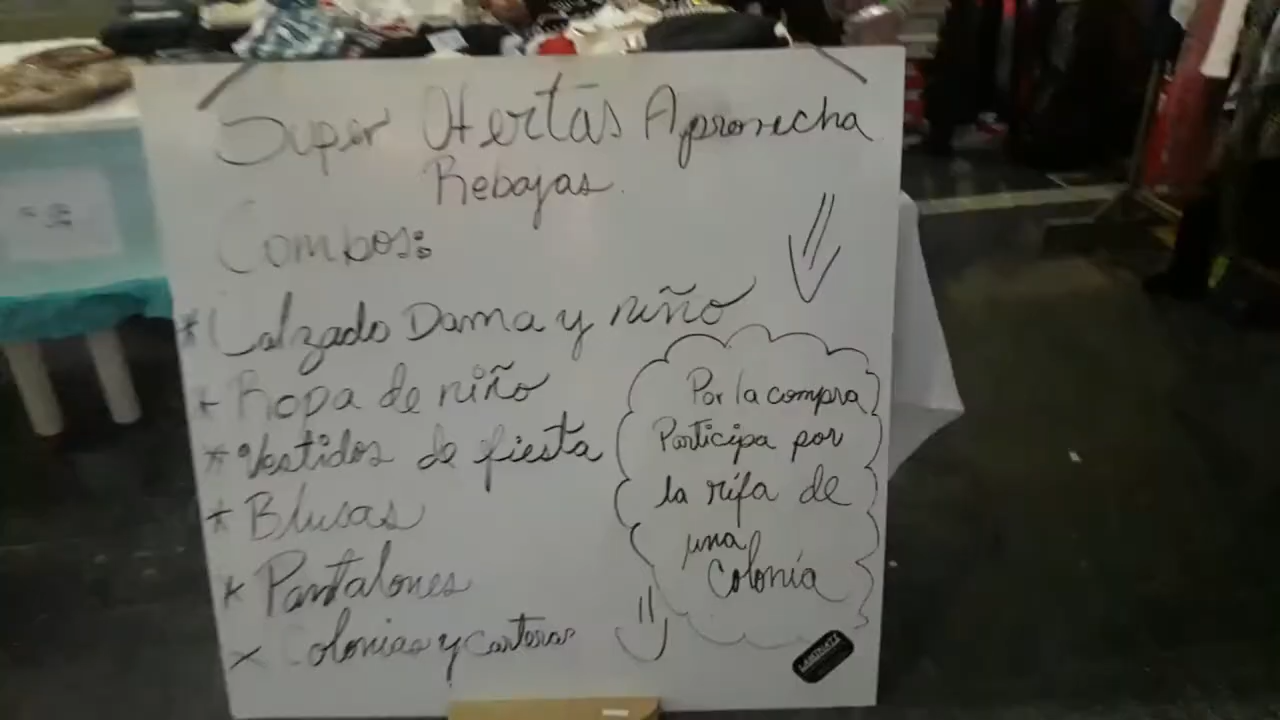 Super Ofertas Aprovecha
Rebajas.
Combos:
* Calzado Dama y niño
* Ropa de niño
* Vestidos de fiesta
* Blusas
* Pantalones
* Colonias y carteras
Por la compra
Participa por
la rifa de
una
Colonia